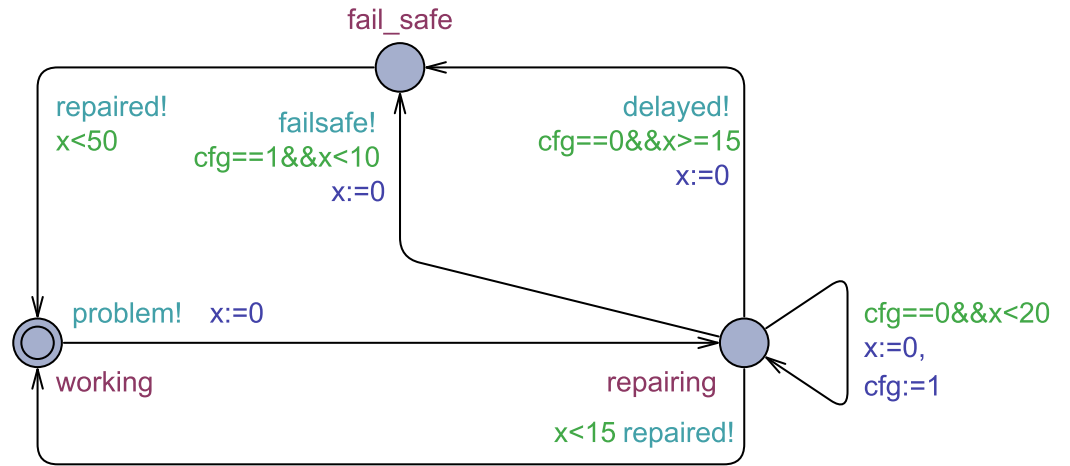 fail_safe
repaired!
x<50
failsafe!
cfg==1&&x<10
x:=0
delayed!
cfg==0&&x>=15
x:=0
problem! x:=0
working
repairing
cfg==0&&x<20
x:=0,
cfg:=1
x<15 repaired!